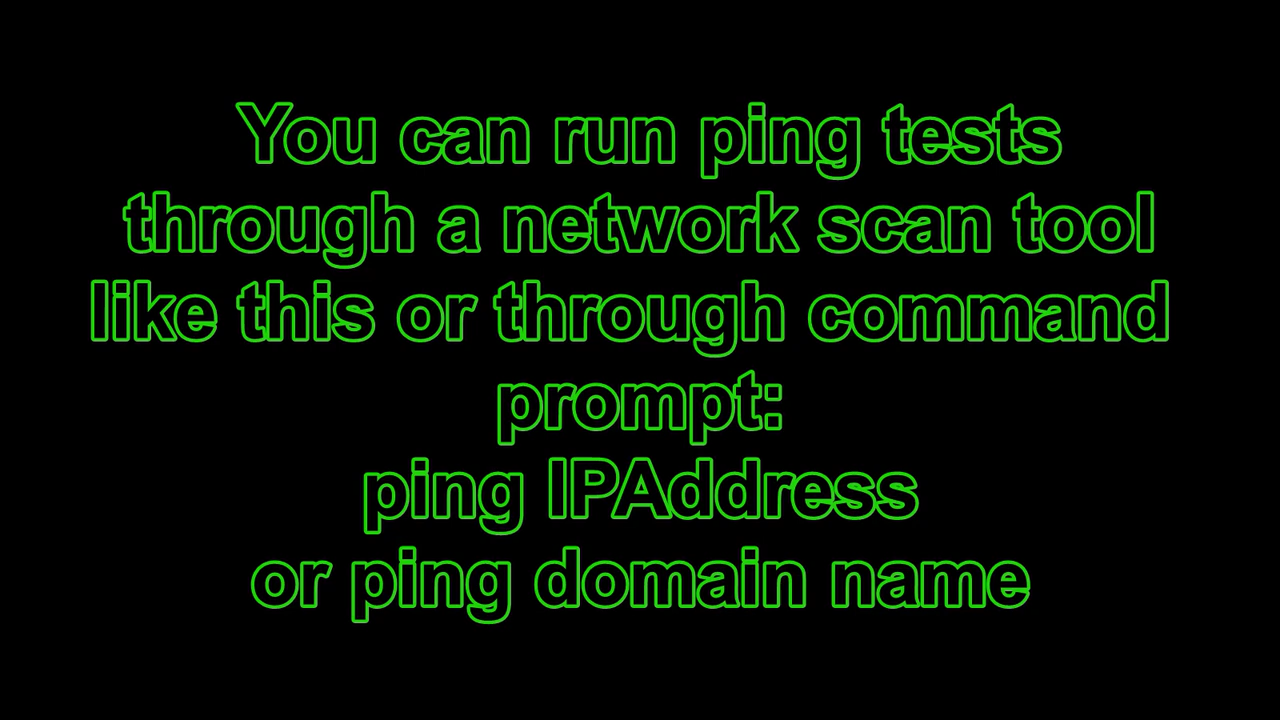 You can run ping tests
through a network scan tool
like this or through command
prompt:
ping IPAddress
or ping domain name